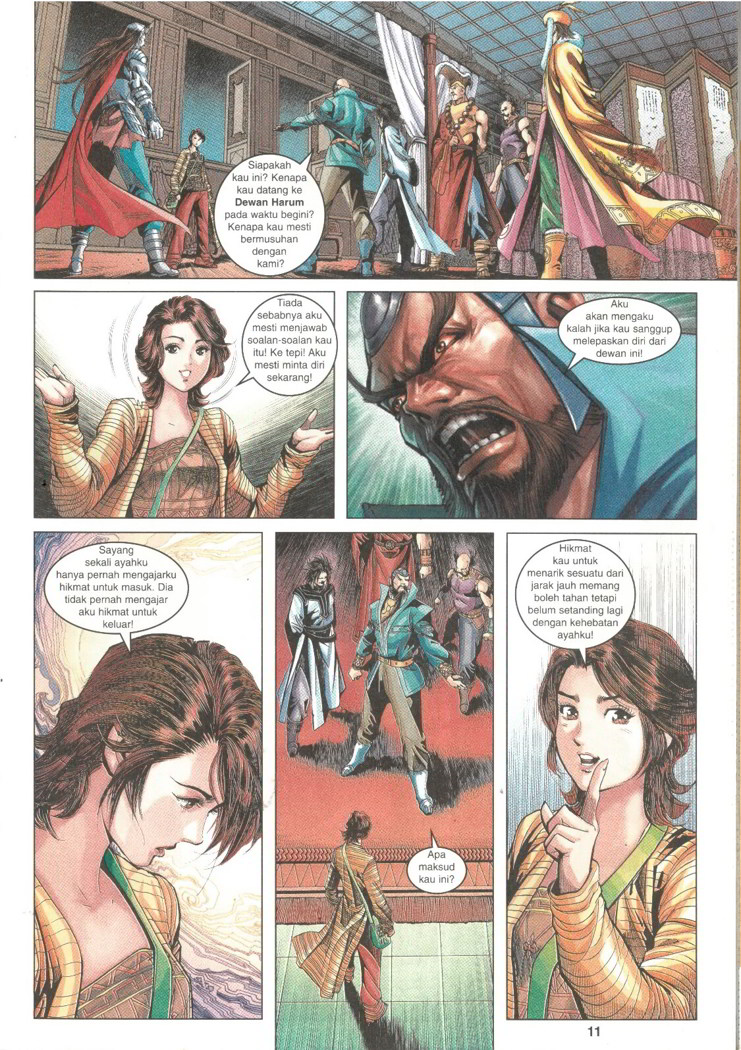 Siapakah
kau ini? Kenapa
kau datang ke
Dewan Harum
pada waktu begini?
Kenapa kau mesti
bermusuhan
dengan
kami?
Tiada
sebabnya aku
mesti menjawab
soalan-soalan kau
itu! Ke tepi! Aku
mesti minta diri
sekarang!
Aku
akan mengaku
kalah jika kau sanggup
melepaskan diri dari
dewan ini!
Sayang
sekali ayahku
hanya pernah mengajarku
hikmat untuk masuk. Dia
tidak pernah mengajar
aku hikmat untuk
keluar!
Apa
maksud
kau ini?
Hikmat
kau untuk
menarik sesuatu dari
jarak jauh memang
boleh tahan tetapi
belum setanding lagi
dengan kehebatan
ayahku!
11